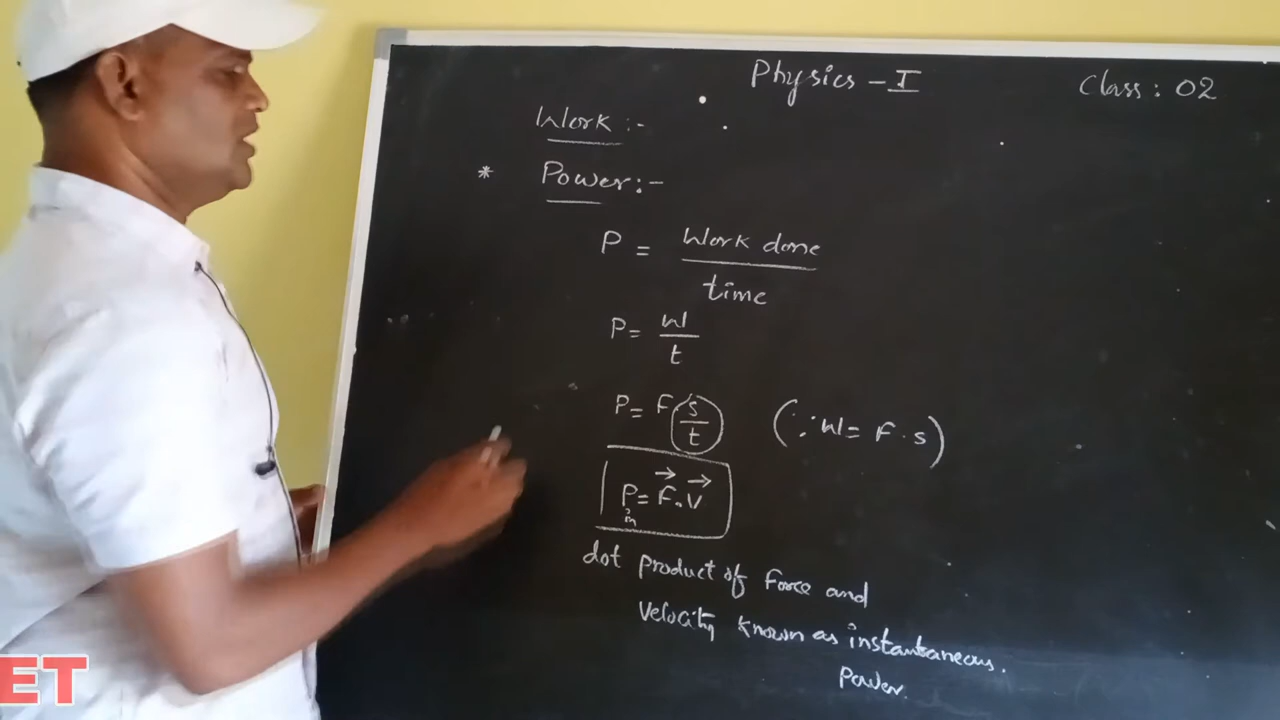 Physics - I
Class : 02
Work :-
* Power :-
P = Work done / time
P = W / t
P = F s / t (∵ W = F . s)
P in = F→ . V→
dot product of force and
Velocity known as instantaneous.
Power.
ET